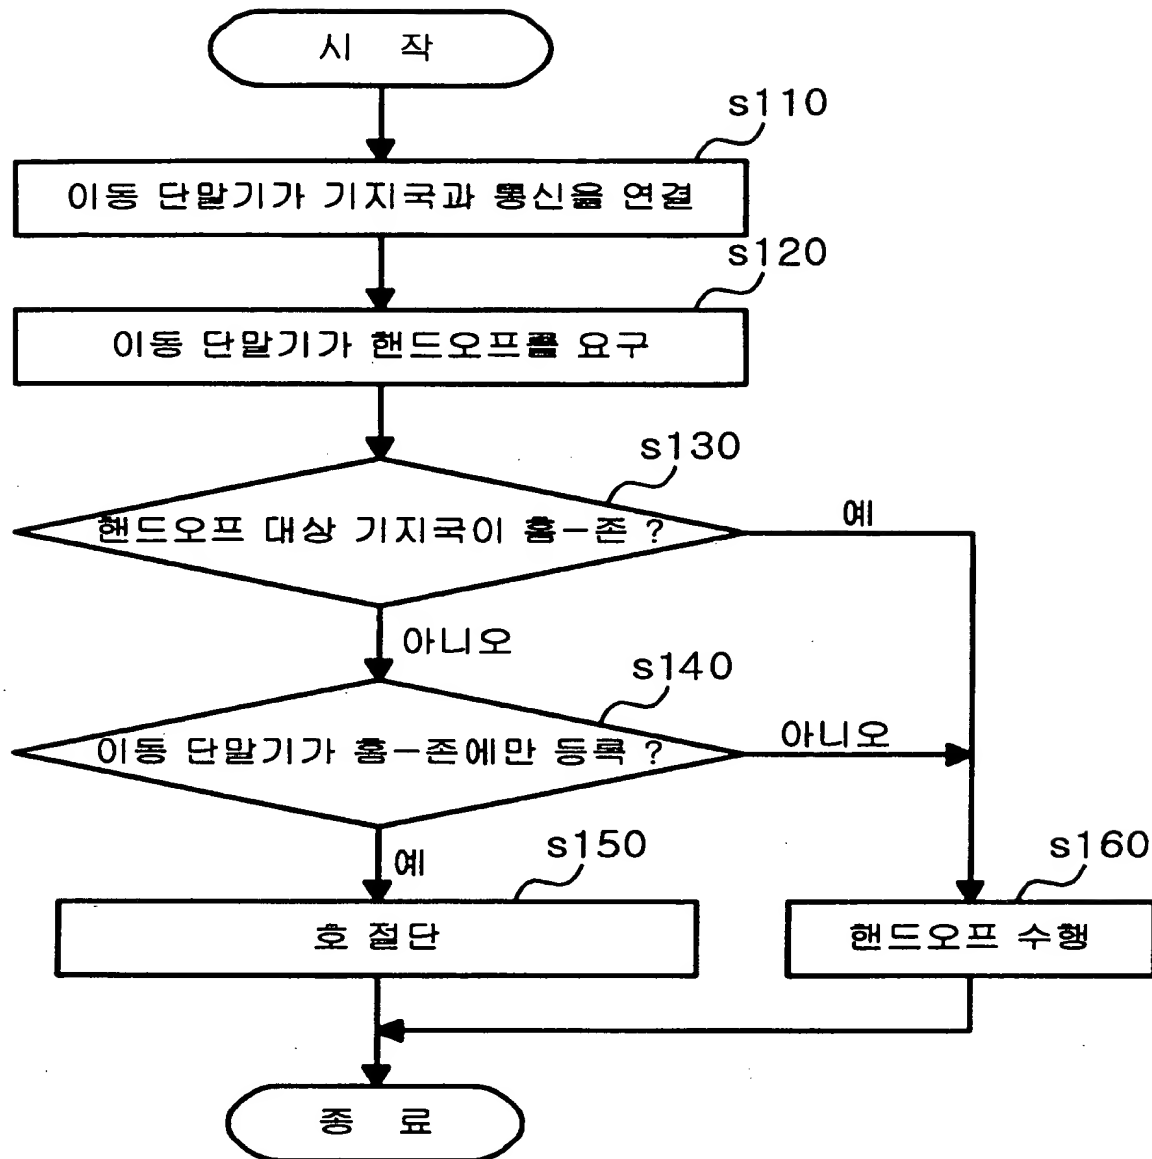 시 작
s110
이동 단말기가 기지국과 통신을 연결
s120
이동 단말기가 핸드오프를 요구
s130
핸드오프 대상 기지국이 홈-존 ?
예
아니오
s140
이동 단말기가 홈-존에만 등록 ?
아니오
예
s150
호 절단
s160
핸드오프 수행
종 료